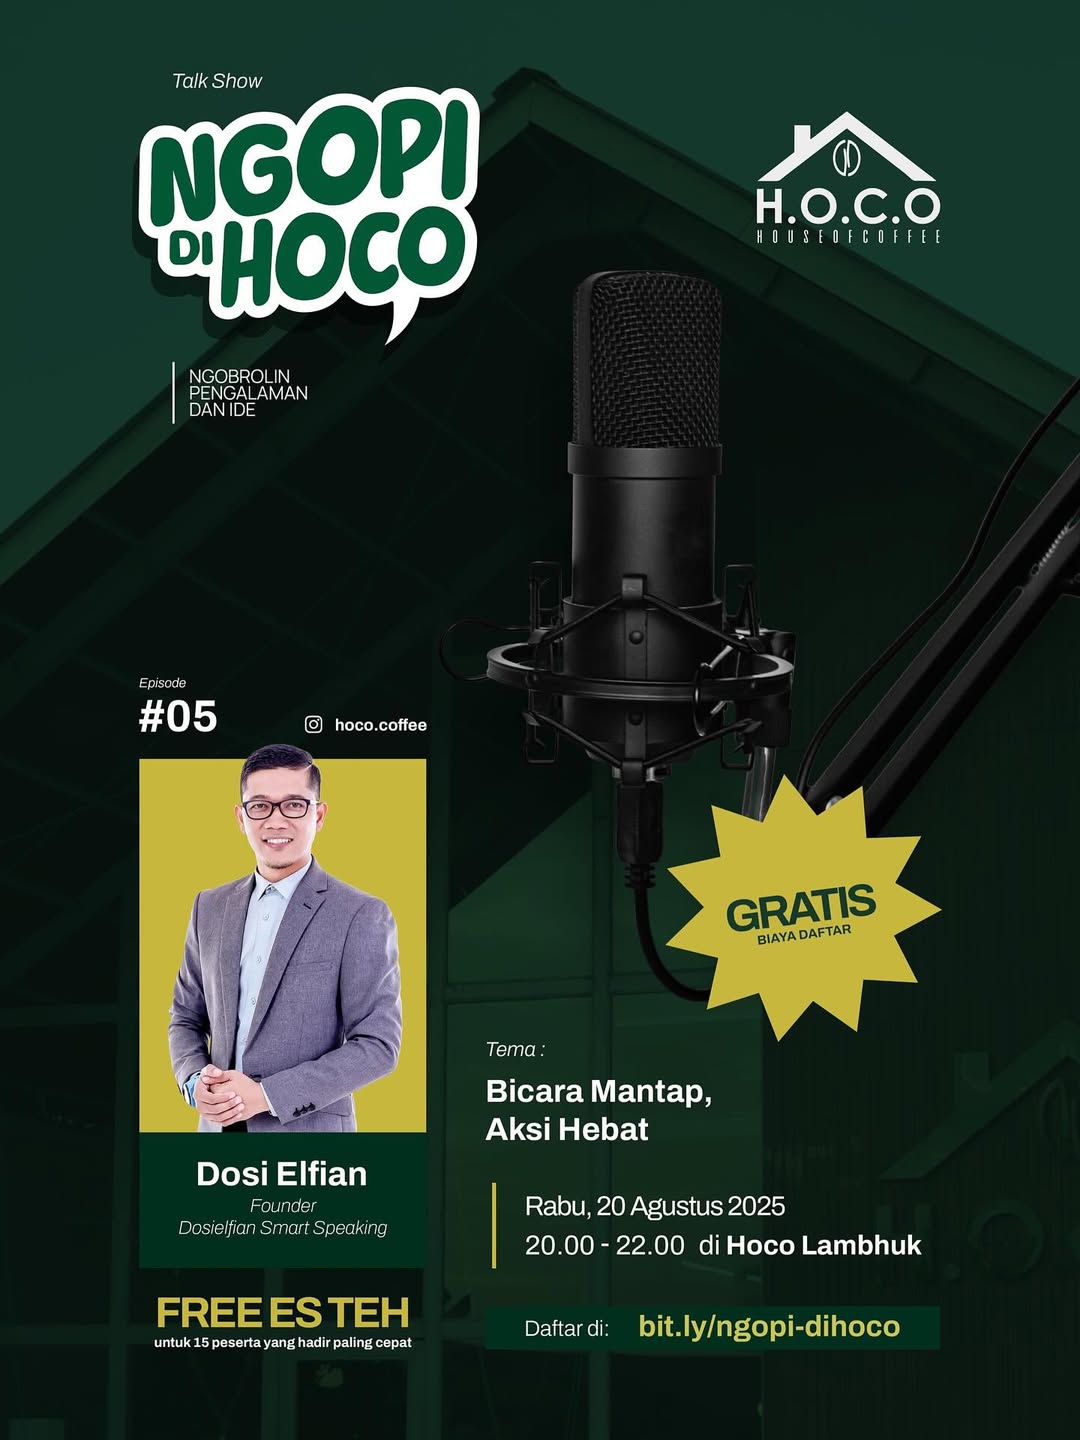 Talk Show
NGOPI
DI HOCO
H.O.C.O
HOUSEOFCOFFEE
NGOBROLIN
PENGALAMAN
DAN IDE
Episode
#05
hoco.coffee
GRATIS
BIAYA DAFTAR
Tema :
Bicara Mantap,
Aksi Hebat
Dosi Elfian
Founder
Dosielfian Smart Speaking
Rabu, 20 Agustus 2025
20.00 - 22.00 di Hoco Lambhuk
FREE ES TEH
untuk 15 peserta yang hadir paling cepat
Daftar di: bit.ly/ngopi-dihoco